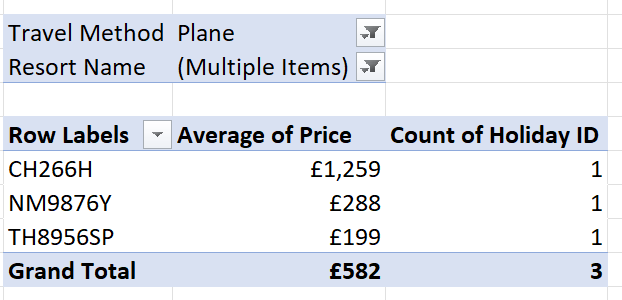 Travel Method Plane
Resort Name (Multiple Items)
Row Labels Average of Price Count of Holiday ID
CH266H £1,259 1
NM9876Y £288 1
TH8956SP £199 1
Grand Total £582 3